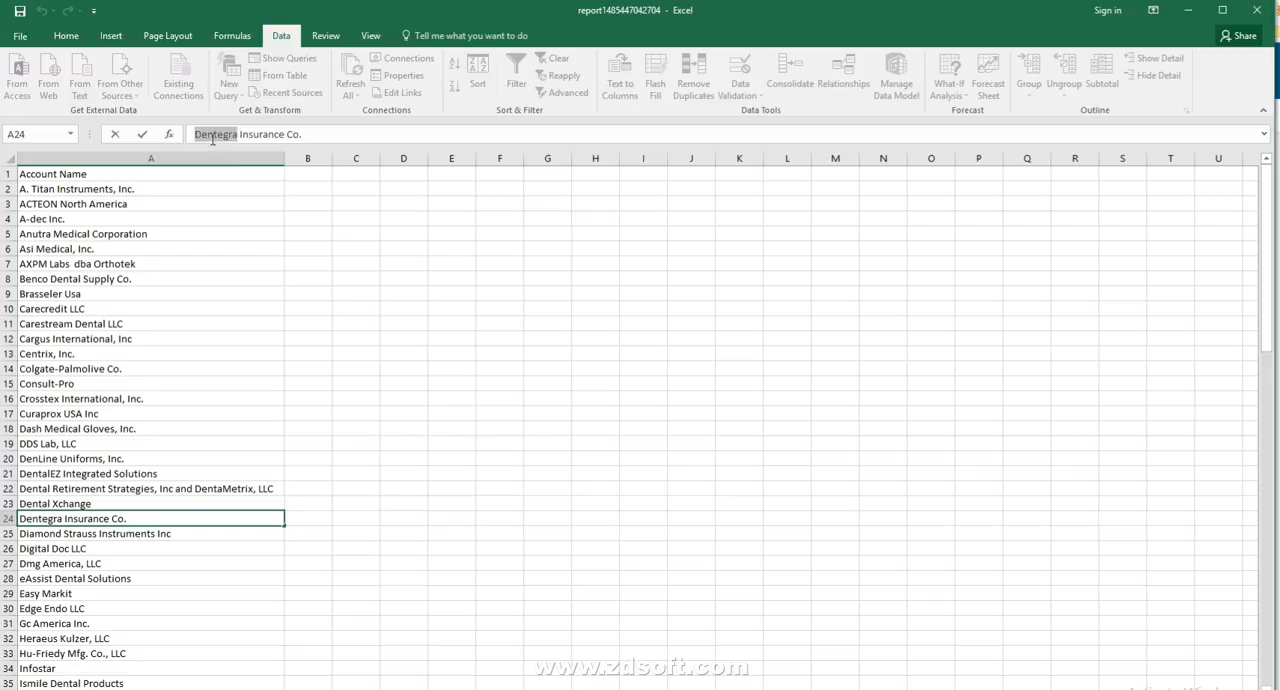 report1485447042704 - Excel
Sign in
File Home Insert Page Layout Formulas Data Review View Tell me what you want to do
Share
From Access
From Web
From Text
From Other Sources
Existing Connections
Get External Data
New Query
Show Queries
From Table
Recent Sources
Get & Transform
Refresh All
Connections
Properties
Edit Links
Connections
Sort
Filter
Clear
Reapply
Advanced
Sort & Filter
Text to Columns
Flash Fill
Remove Duplicates
Data Validation
Consolidate
Relationships
Manage Data Model
Data Tools
What-If Analysis
Forecast Sheet
Forecast
Group
Ungroup
Subtotal
Show Detail
Hide Detail
Outline
A24
fx
Dentegra Insurance Co.
A B C D E F G H I J K L M N O P Q R S T U
1 Account Name
2 A. Titan Instruments, Inc.
3 ACTEON North America
4 A-dec Inc.
5 Anutra Medical Corporation
6 Asi Medical, Inc.
7 AXPM Labs dba Orthotek
8 Benco Dental Supply Co.
9 Brasseler Usa
10 Carecredit LLC
11 Carestream Dental LLC
12 Cargus International, Inc
13 Centrix, Inc.
14 Colgate-Palmolive Co.
15 Consult-Pro
16 Crosstex International, Inc.
17 Curaprox USA Inc
18 Dash Medical Gloves, Inc.
19 DDS Lab, LLC
20 DenLine Uniforms, Inc.
21 DentalEZ Integrated Solutions
22 Dental Retirement Strategies, Inc and DentaMetrix, LLC
23 Dental Xchange
24 Dentegra Insurance Co.
25 Diamond Strauss Instruments Inc
26 Digital Doc LLC
27 Dmg America, LLC
28 eAssist Dental Solutions
29 Easy Markit
30 Edge Endo LLC
31 Gc America Inc.
32 Heraeus Kulzer, LLC
33 Hu-Friedy Mfg. Co., LLC
34 Infostar
35 Ismile Dental Products
www.zdsoft.com